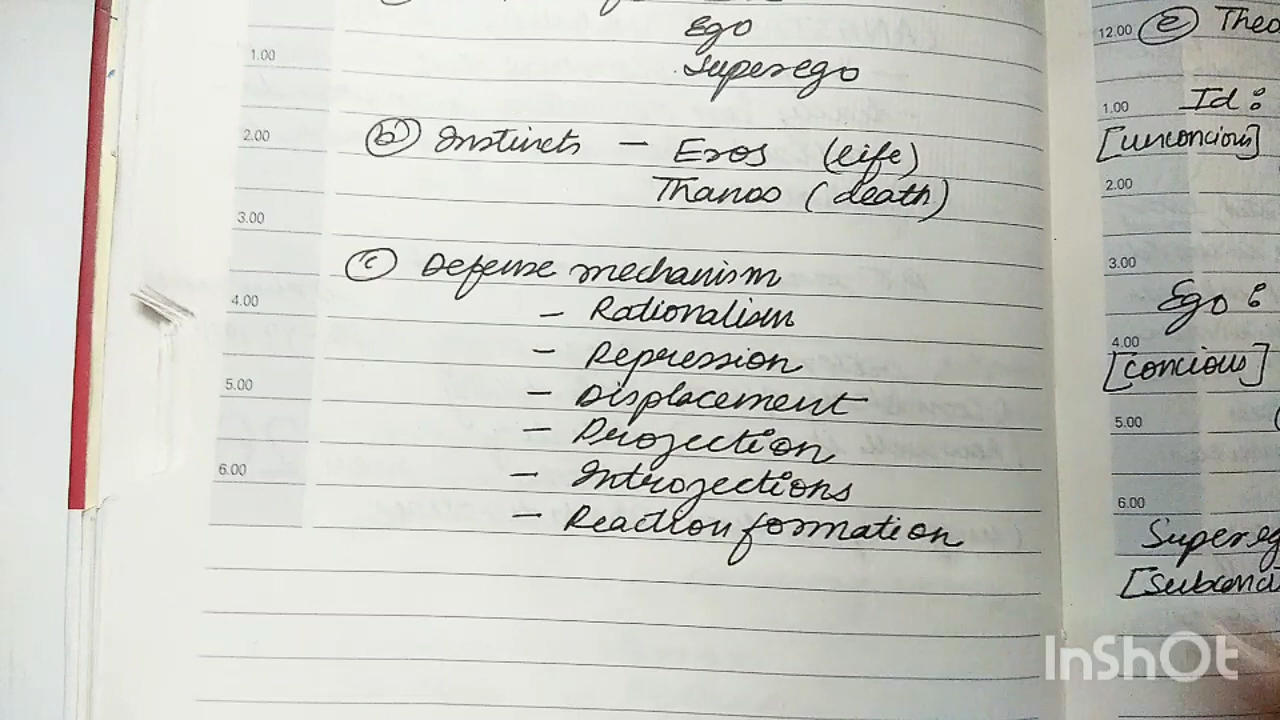 Ego
1.00
Superego
2.00
(b) Instincts — Eros (life)
Thanos (death)
3.00
(c) Defense mechanism
4.00
– Rationalism
– Repression
5.00
– Displacement
– Projection
6.00
– Introjections
– Reaction formation
12.00
(e) Theo
1.00
Id :
[unconcious]
2.00
3.00
Ego :
4.00
[concious]
5.00
6.00
Undereg
[subconci
InShOt